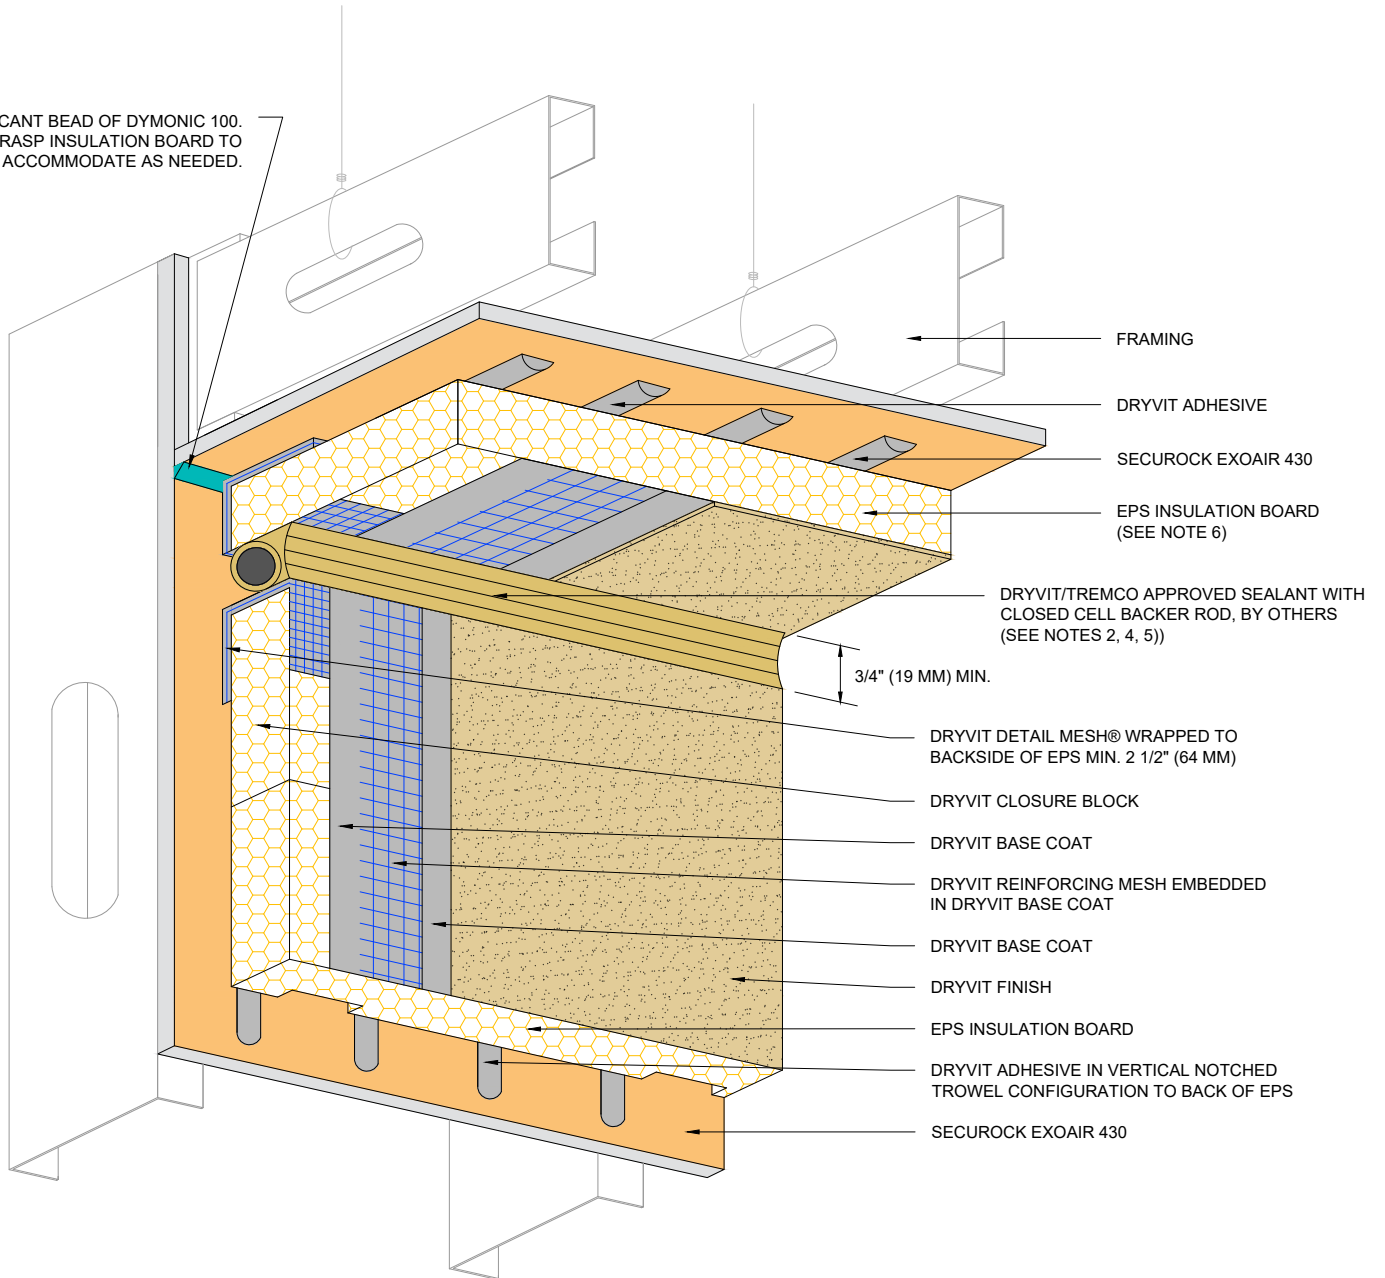 CANT BEAD OF DYMONIC 100.
RASP INSULATION BOARD TO
ACCOMMODATE AS NEEDED.
FRAMING
DRYVIT ADHESIVE
SECUROCK EXOAIR 430
EPS INSULATION BOARD
(SEE NOTE 6)
DRYVIT/TREMCO APPROVED SEALANT WITH
CLOSED CELL BACKER ROD, BY OTHERS
(SEE NOTES 2, 4, 5))
3/4" (19 MM) MIN.
DRYVIT DETAIL MESH® WRAPPED TO
BACKSIDE OF EPS MIN. 2 1/2" (64 MM)
DRYVIT CLOSURE BLOCK
DRYVIT BASE COAT
DRYVIT REINFORCING MESH EMBEDDED
IN DRYVIT BASE COAT
DRYVIT BASE COAT
DRYVIT FINISH
EPS INSULATION BOARD
DRYVIT ADHESIVE IN VERTICAL NOTCHED
TROWEL CONFIGURATION TO BACK OF EPS
SECUROCK EXOAIR 430